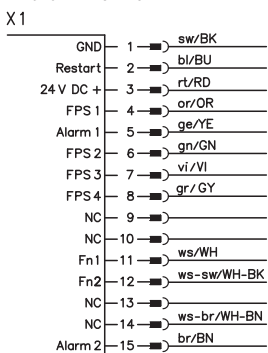 X1
GND 1 sw/BK
Restart 2 bl/BU
24 V DC + 3 rt/RD
FPS 1 4 or/OR
Alarm 1 5 ge/YE
FPS 2 6 gn/GN
FPS 3 7 vi/VI
FPS 4 8 gr/GY
NC 9
NC 10
Fn1 11 ws/WH
Fn2 12 ws-sw/WH-BK
NC 13
NC 14 ws-br/WH-BN
Alarm 2 15 br/BN